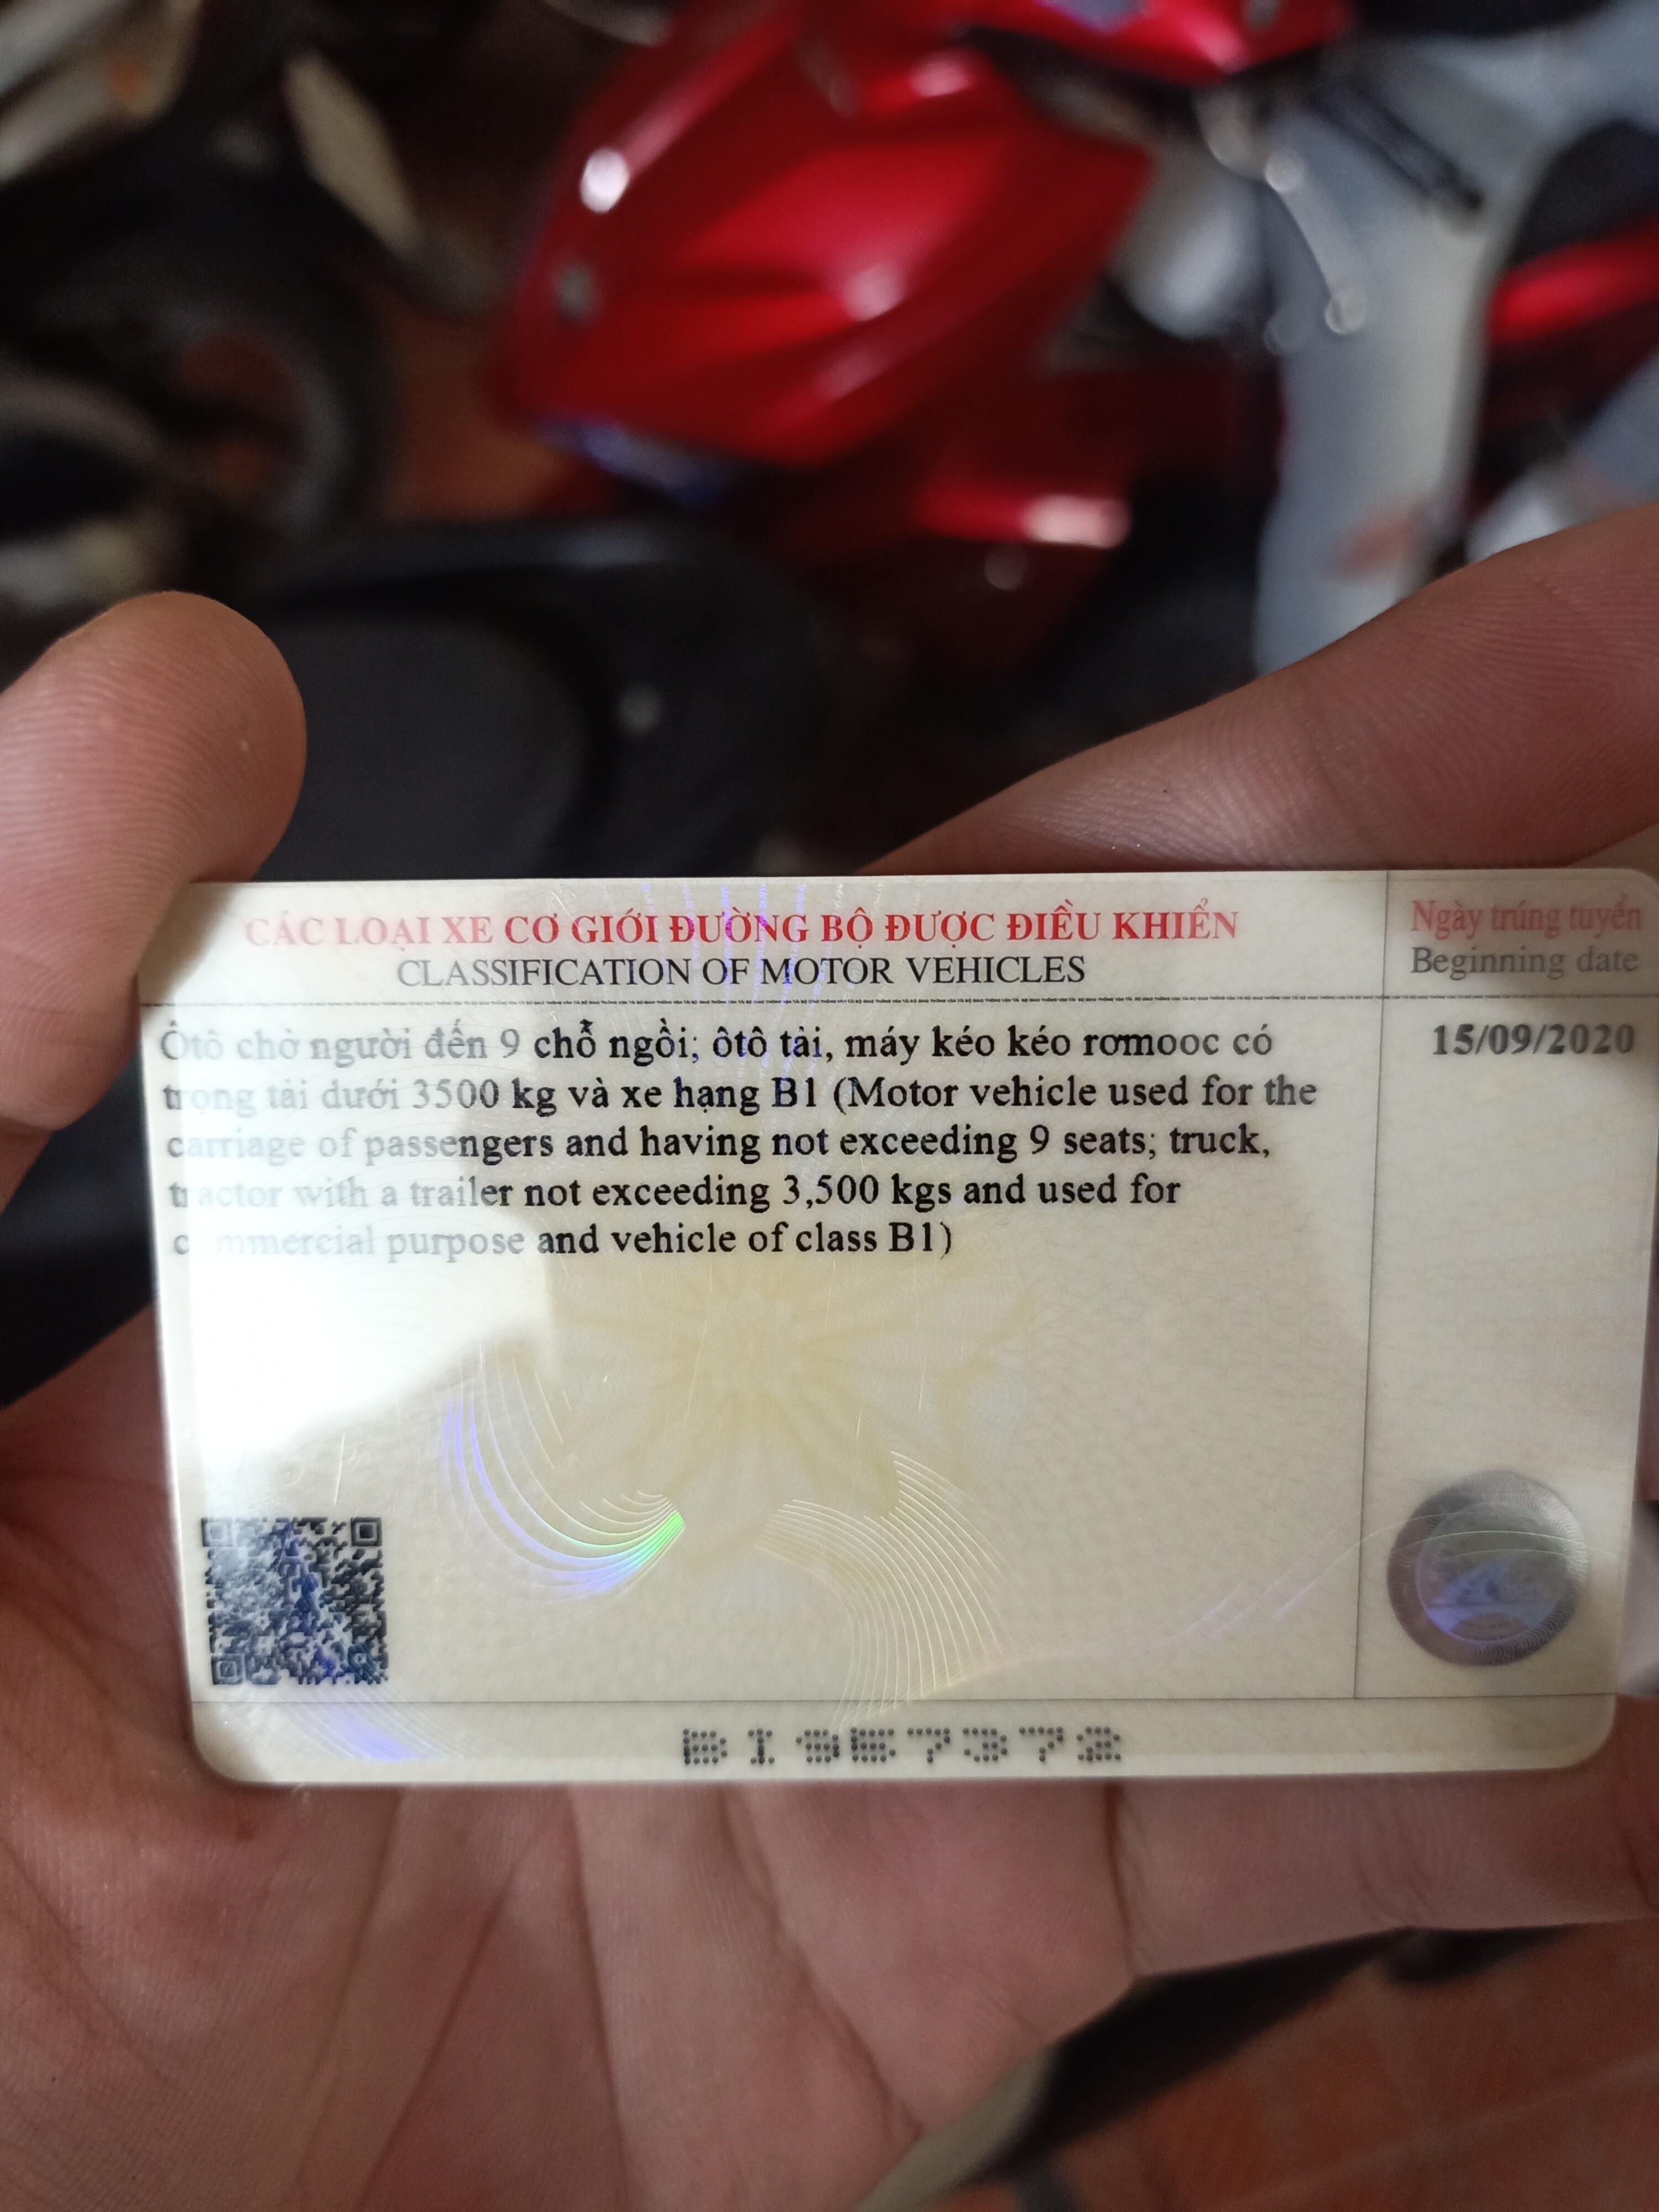 CÁC LOẠI XE CƠ GIỚI ĐƯỜNG BỘ ĐƯỢC ĐIỀU KHIỂN
CLASSIFICATION OF MOTOR VEHICLES
Ngày trúng tuyển
Beginning date
Ôtô chở người đến 9 chỗ ngồi; ôtô tải, máy kéo kéo rơmooc có
trọng tải dưới 3500 kg và xe hạng B1 (Motor vehicle used for the
carriage of passengers and having not exceeding 9 seats; truck,
tractor with a trailer not exceeding 3,500 kgs and used for
commercial purpose and vehicle of class B1)
15/09/2020
BI957372